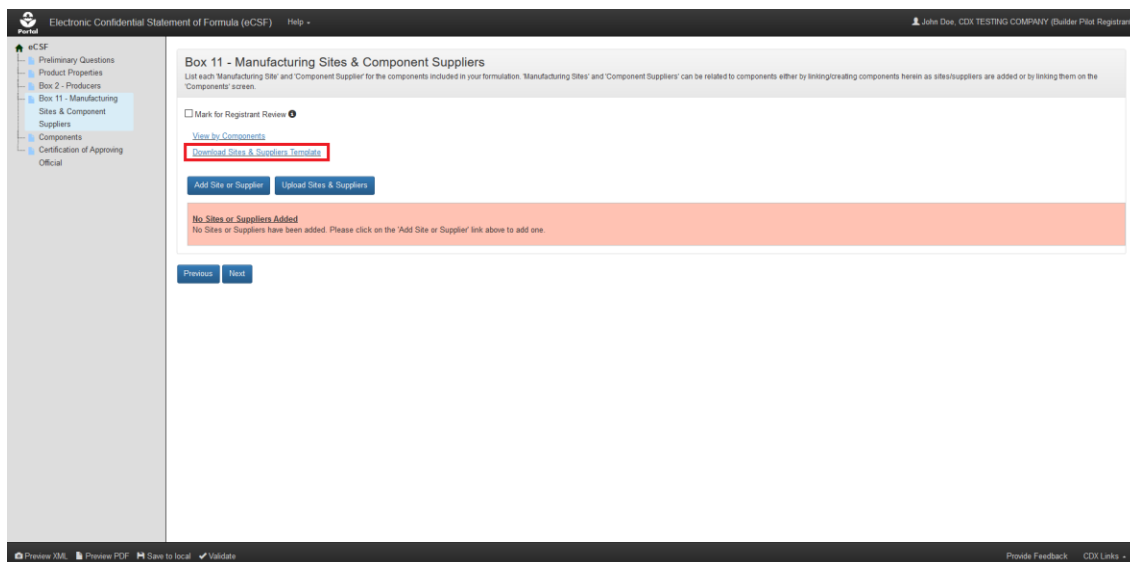 Portal
Electronic Confidential Statement of Formula (eCSF) Help
John Doe, CDX TESTING COMPANY (Builder Pilot Registran
eCSF
Preliminary Questions
Product Properties
Box 2 - Producers
Box 11 - Manufacturing
Sites & Component
Suppliers
Components
Certification of Approving
Official
Box 11 - Manufacturing Sites & Component Suppliers
List each 'Manufacturing Site' and 'Component Supplier' for the components included in your formulation. 'Manufacturing Sites' and 'Component Suppliers' can be related to components either by linking/creating components herein as sites/suppliers are added or by linking them on the
'Components' screen.
Mark for Registrant Review
View by Components
Download Sites & Suppliers Template
Add Site or Supplier Upload Sites & Suppliers
No Sites or Suppliers Added
No Sites or Suppliers have been added. Please click on the 'Add Site or Supplier' link above to add one.
Previous Next
Preview XML Preview PDF Save to local Validate
Provide Feedback CDX Links